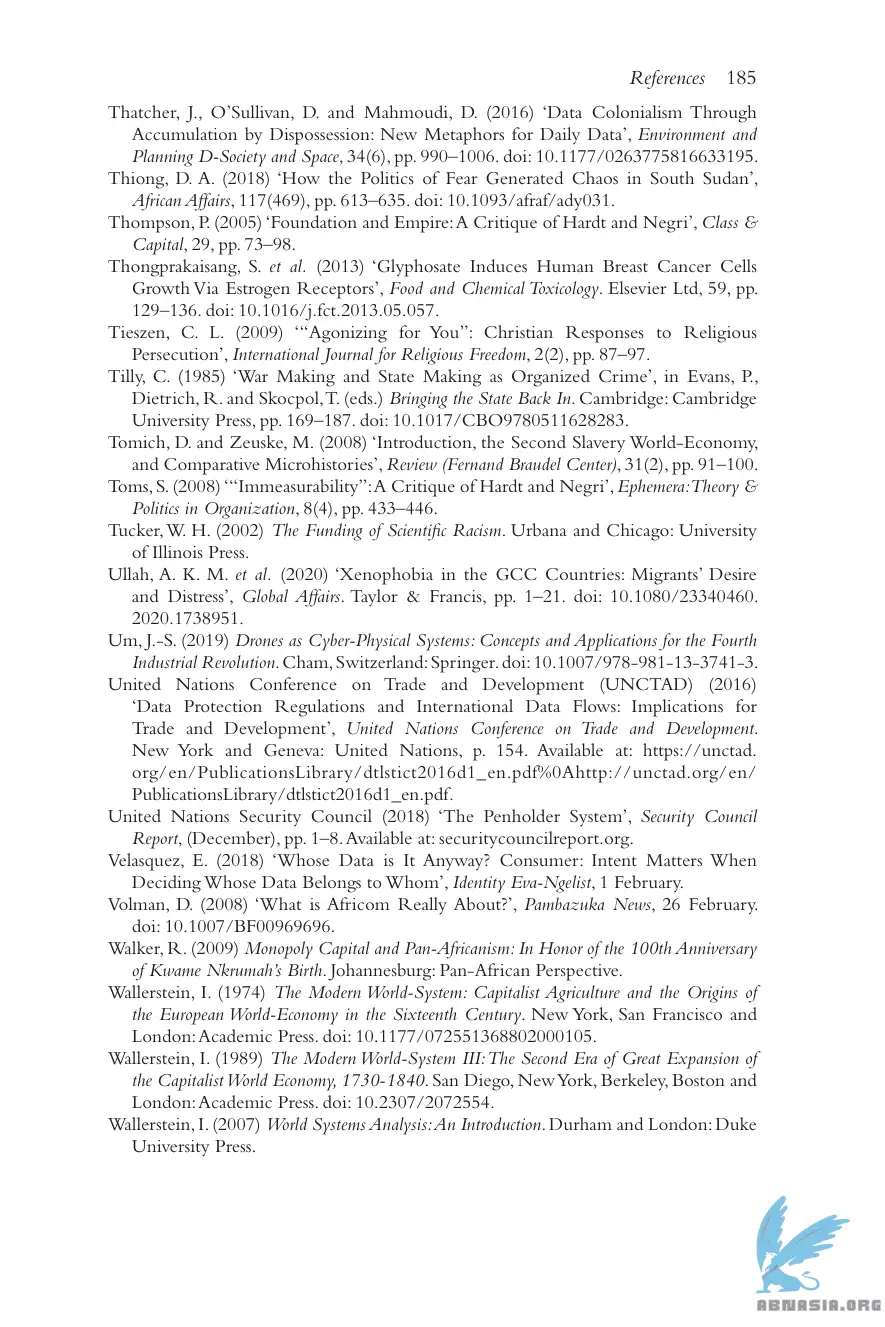 References 185
Thatcher, J., O’Sullivan, D. and Mahmoudi, D. (2016) ‘Data Colonialism Through
Accumulation by Dispossession: New Metaphors for Daily Data’, Environment and
Planning D-Society and Space, 34(6), pp. 990–1006. doi: 10.1177/0263775816633195.
Thiong, D. A. (2018) ‘How the Politics of Fear Generated Chaos in South Sudan’,
African Affairs, 117(469), pp. 613–635. doi: 10.1093/afraf/ady031.
Thompson, P. (2005) ‘Foundation and Empire: A Critique of Hardt and Negri’, Class &
Capital, 29, pp. 73–98.
Thongprakaisang, S. et al. (2013) ‘Glyphosate Induces Human Breast Cancer Cells
Growth Via Estrogen Receptors’, Food and Chemical Toxicology. Elsevier Ltd, 59, pp.
129–136. doi: 10.1016/j.fct.2013.05.057.
Tieszen, C. L. (2009) ‘“Agonizing for You”: Christian Responses to Religious
Persecution’, International Journal for Religious Freedom, 2(2), pp. 87–97.
Tilly, C. (1985) ‘War Making and State Making as Organized Crime’, in Evans, P.,
Dietrich, R. and Skocpol, T. (eds.) Bringing the State Back In. Cambridge: Cambridge
University Press, pp. 169–187. doi: 10.1017/CBO9780511628283.
Tomich, D. and Zeuske, M. (2008) ‘Introduction, the Second Slavery World-Economy,
and Comparative Microhistories’, Review (Fernand Braudel Center), 31(2), pp. 91–100.
Toms, S. (2008) ‘“Immeasurability”: A Critique of Hardt and Negri’, Ephemera: Theory &
Politics in Organization, 8(4), pp. 433–446.
Tucker, W. H. (2002) The Funding of Scientific Racism. Urbana and Chicago: University
of Illinois Press.
Ullah, A. K. M. et al. (2020) ‘Xenophobia in the GCC Countries: Migrants’ Desire
and Distress’, Global Affairs. Taylor & Francis, pp. 1–21. doi: 10.1080/23340460.
2020.1738951.
Um, J.-S. (2019) Drones as Cyber-Physical Systems: Concepts and Applications for the Fourth
Industrial Revolution. Cham, Switzerland: Springer. doi: 10.1007/978-981-13-3741-3.
United Nations Conference on Trade and Development (UNCTAD) (2016)
‘Data Protection Regulations and International Data Flows: Implications for
Trade and Development’, United Nations Conference on Trade and Development.
New York and Geneva: United Nations, p. 154. Available at: https://unctad.
org/en/PublicationsLibrary/dtlstict2016d1_en.pdf%0Ahttp://unctad.org/en/
PublicationsLibrary/dtlstict2016d1_en.pdf.
United Nations Security Council (2018) ‘The Penholder System’, Security Council
Report, (December), pp. 1–8. Available at: securitycouncilreport.org.
Velasquez, E. (2018) ‘Whose Data is It Anyway? Consumer: Intent Matters When
Deciding Whose Data Belongs to Whom’, Identity Eva-Ngelist, 1 February.
Volman, D. (2008) ‘What is Africom Really About?’, Pambazuka News, 26 February.
doi: 10.1007/BF00969696.
Walker, R. (2009) Monopoly Capital and Pan-Africanism: In Honor of the 100th Anniversary
of Kwame Nkrumah’s Birth. Johannesburg: Pan-African Perspective.
Wallerstein, I. (1974) The Modern World-System: Capitalist Agriculture and the Origins of
the European World-Economy in the Sixteenth Century. New York, San Francisco and
London: Academic Press. doi: 10.1177/072551368802000105.
Wallerstein, I. (1989) The Modern World-System III: The Second Era of Great Expansion of
the Capitalist World Economy, 1730-1840. San Diego, New York, Berkeley, Boston and
London: Academic Press. doi: 10.2307/2072554.
Wallerstein, I. (2007) World Systems Analysis: An Introduction. Durham and London: Duke
University Press.
ABNASIA.ORG